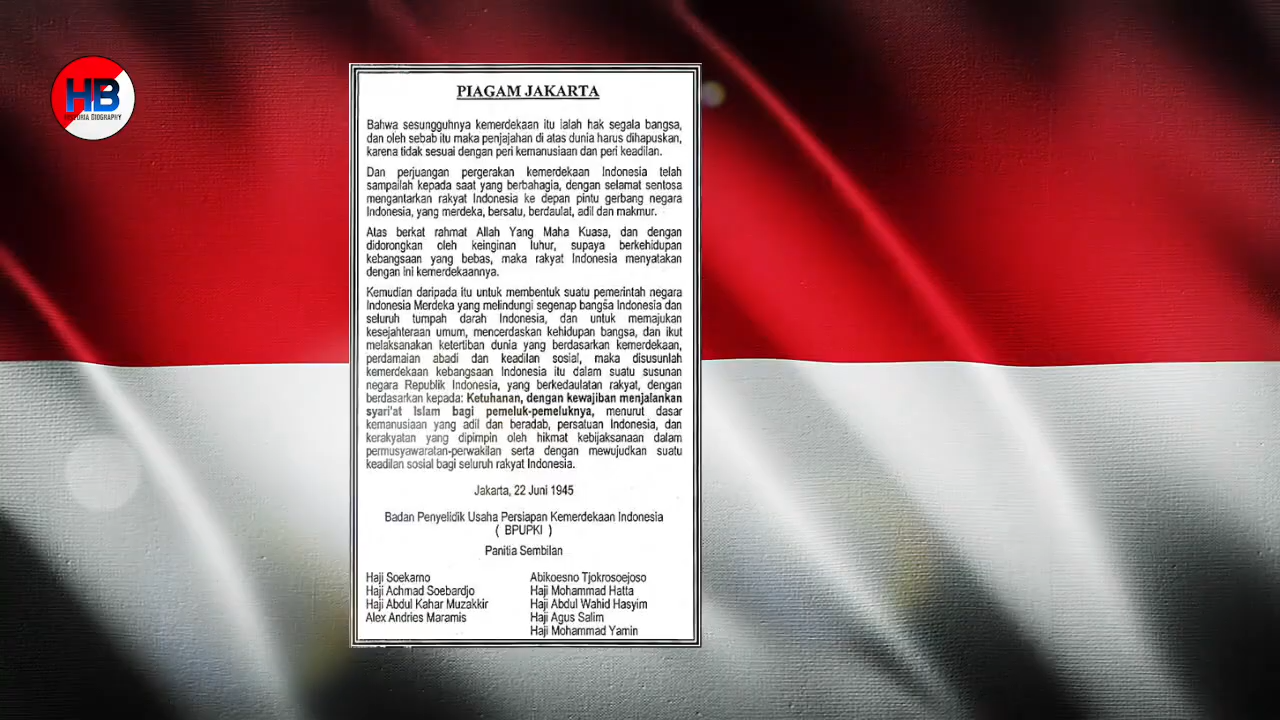 HB
HISTORIA BIOGRAPHY
PIAGAM JAKARTA
Bahwa sesungguhnya kemerdekaan itu ialah hak segala bangsa,
dan oleh sebab itu maka penjajahan di atas dunia harus dihapuskan,
karena tidak sesuai dengan peri kemanusiaan dan peri keadilan.
Dan perjuangan pergerakan kemerdekaan Indonesia telah
sampailah kepada saat yang berbahagia, dengan selamat sentosa
mengantarkan rakyat Indonesia ke depan pintu gerbang negara
Indonesia, yang merdeka, bersatu, berdaulat, adil dan makmur.
Atas berkat rahmat Allah Yang Maha Kuasa, dan dengan
didorongkan oleh keinginan luhur, supaya berkehidupan
kebangsaan yang bebas, maka rakyat Indonesia menyatakan
dengan ini kemerdekaannya.
Kemudian daripada itu untuk membentuk suatu pemerintah negara
Indonesia Merdeka yang melindungi segenap bangsa Indonesia dan
seluruh tumpah darah Indonesia, dan untuk memajukan
kesejahteraan umum, mencerdaskan kehidupan bangsa, dan ikut
melaksanakan ketertiban dunia yang berdasarkan kemerdekaan,
perdamaian abadi dan keadilan sosial, maka disusunlah
kemerdekaan kebangsaan Indonesia itu dalam suatu susunan
negara Republik Indonesia, yang berkedaulatan rakyat, dengan
berdasarkan kepada: Ketuhanan, dengan kewajiban menjalankan
syari'at Islam bagi pemeluk-pemeluknya, menurut dasar
kemanusiaan yang adil dan beradab, persatuan Indonesia, dan
kerakyatan yang dipimpin oleh hikmat kebijaksanaan dalam
permusyawaratan-perwakilan serta dengan mewujudkan suatu
keadilan sosial bagi seluruh rakyat Indonesia.
Jakarta, 22 Juni 1945
Badan Penyelidik Usaha Persiapan Kemerdekaan Indonesia
( BPUPKI )
Panitia Sembilan
Haji Soekarno
Haji Achmad Soebardjo
Haji Abdul Kahar Muzakkir
Alex Andries Maramis
Abikoesno Tjokrosoejoso
Haji Mohammad Hatta
Haji Abdul Wahid Hasyim
Haji Agus Salim
Haji Mohammad Yamin